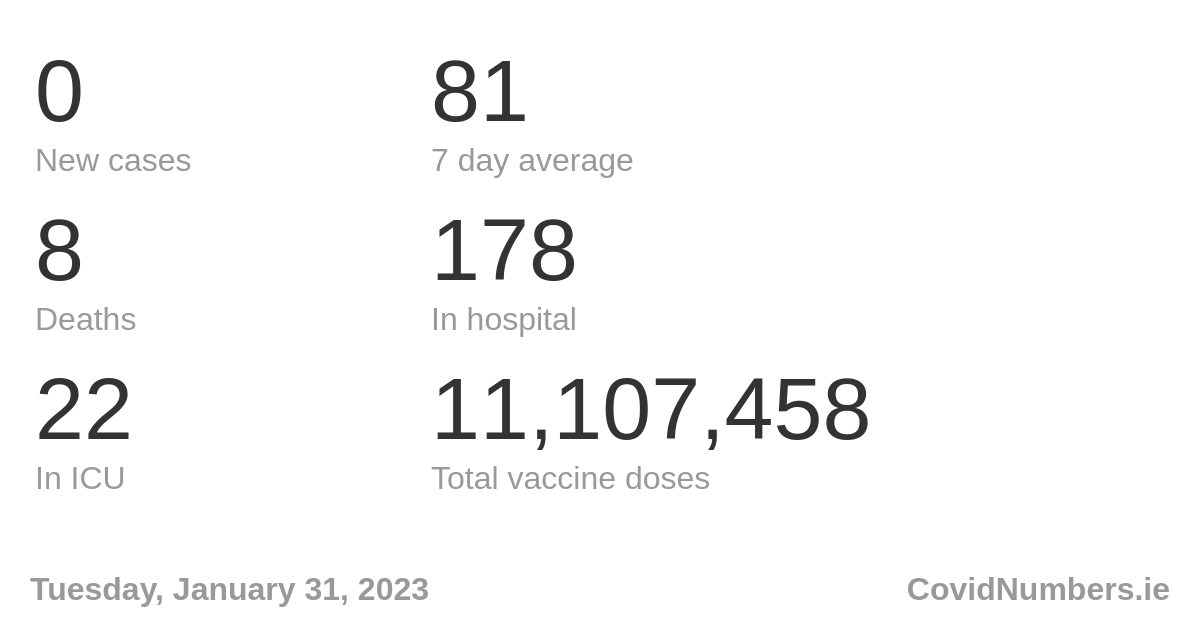 0
81
New cases
7 day average
8
178
Deaths
In hospital
22
11,107,458
In ICU
Total vaccine doses
Tuesday, January 31, 2023
CovidNumbers.ie